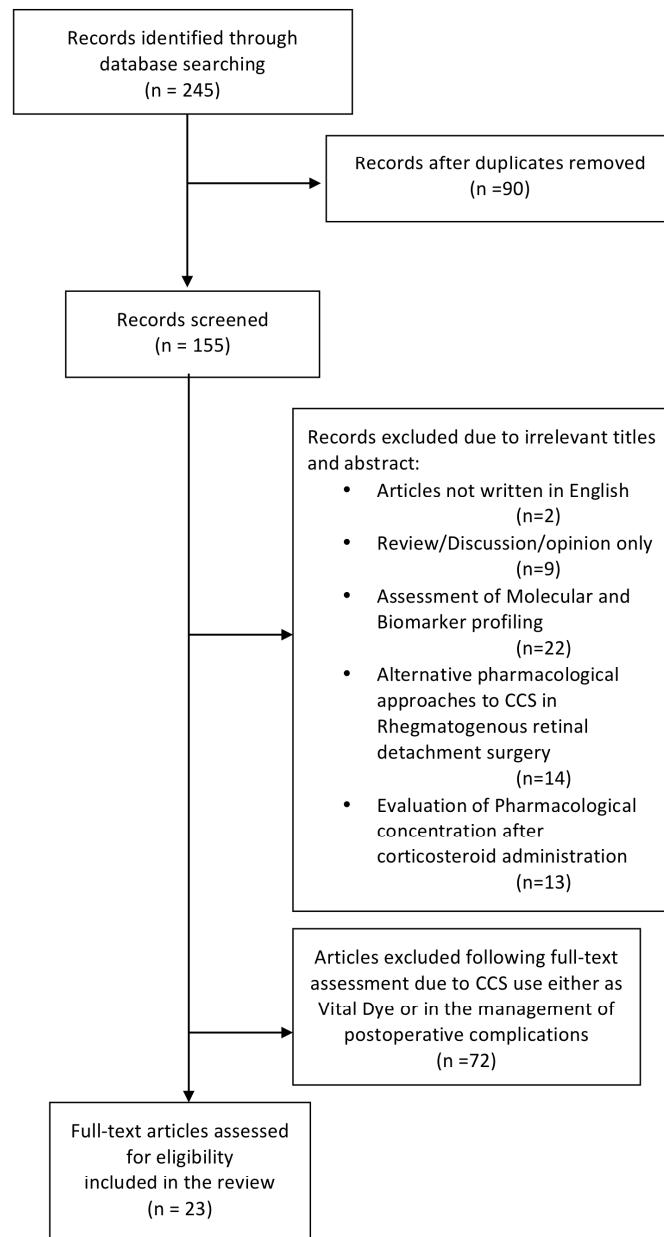 Records identified through
database searching
(n = 245)
Records after duplicates removed
(n =90)
Records screened
(n = 155)
Records excluded due to irrelevant titles
and abstract:
• Articles not written in English
(n=2)
• Review/Discussion/opinion only
(n=9)
• Assessment of Molecular and
Biomarker profiling
(n=22)
• Alternative pharmacological
approaches to CCS in
Rhegmatogenous retinal
detachment surgery
(n=14)
• Evaluation of Pharmacological
concentration after
corticosteroid administration
(n=13)
Articles excluded following full-text
assessment due to CCS use either as
Vital Dye or in the management of
postoperative complications
(n =72)
Full-text articles assessed
for eligibility
included in the review
(n = 23)